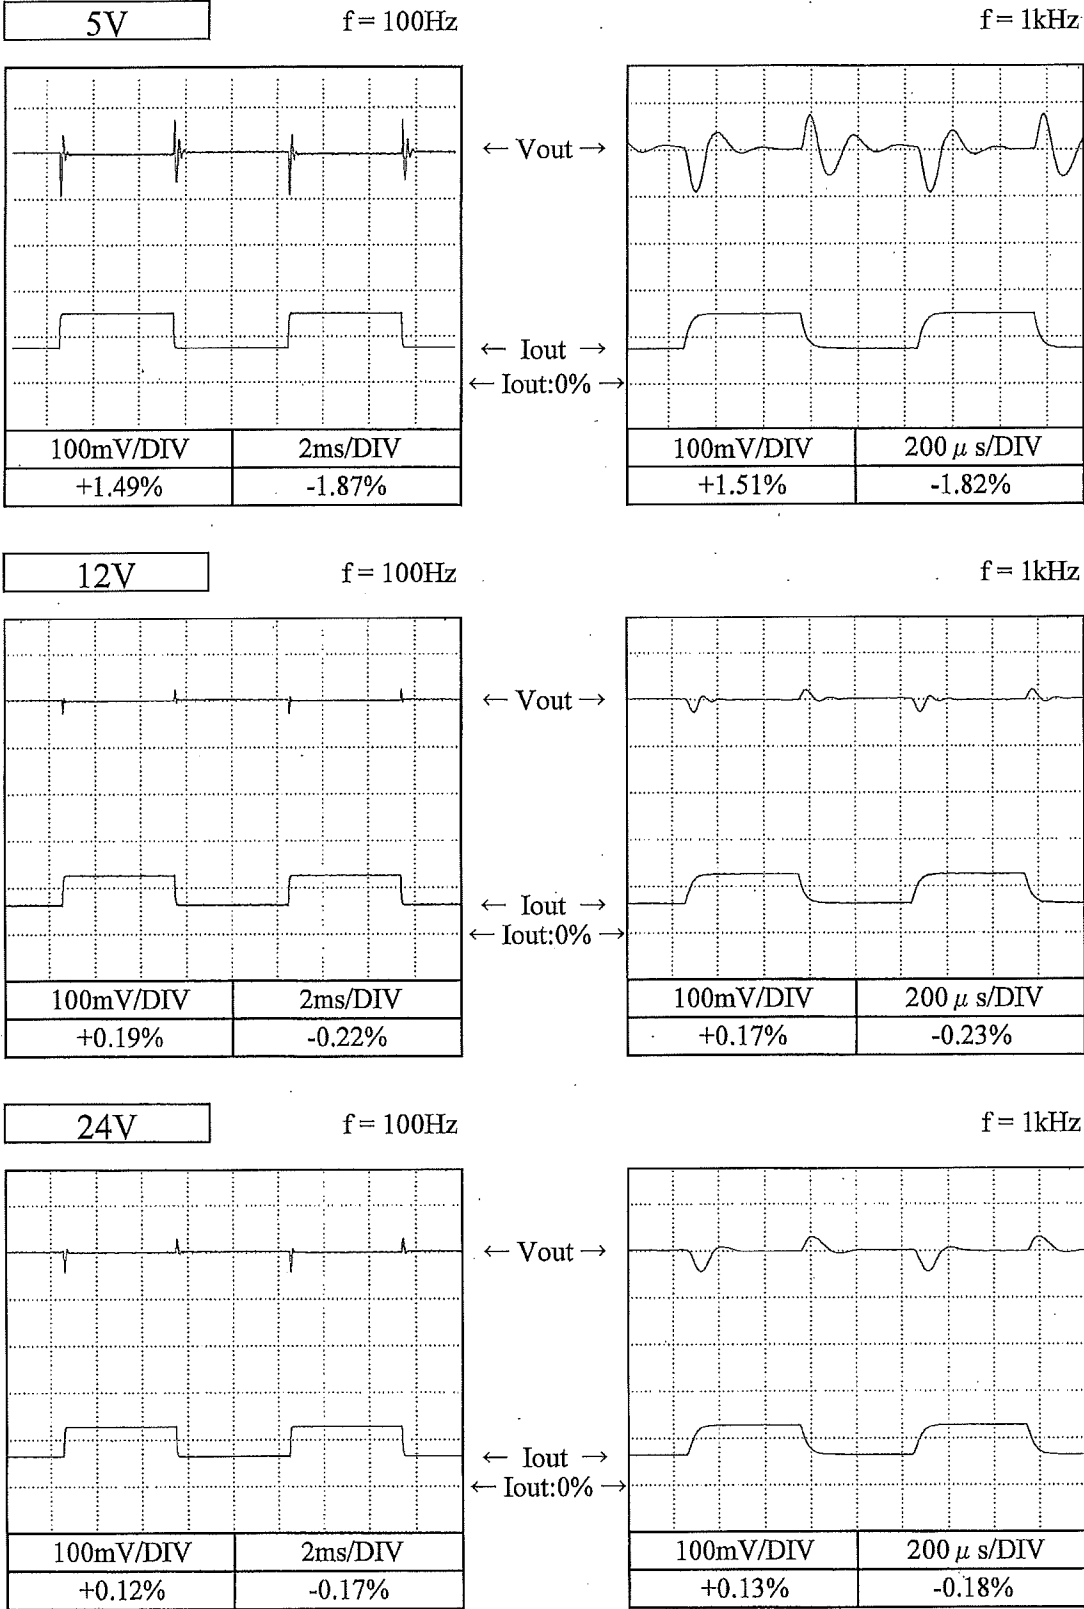 5V f = 100Hz f = 1kHz
← Vout →
← Iout →
← Iout:0% →
100mV/DIV 2ms/DIV 100mV/DIV 200 μ s/DIV
+1.49% -1.87% +1.51% -1.82%
12V f = 100Hz f = 1kHz
← Vout →
← Iout →
← Iout:0% →
100mV/DIV 2ms/DIV 100mV/DIV 200 μ s/DIV
+0.19% -0.22% +0.17% -0.23%
24V f = 100Hz f = 1kHz
← Vout →
← Iout →
← Iout:0% →
100mV/DIV 2ms/DIV 100mV/DIV 200 μ s/DIV
+0.12% -0.17% +0.13% -0.18%